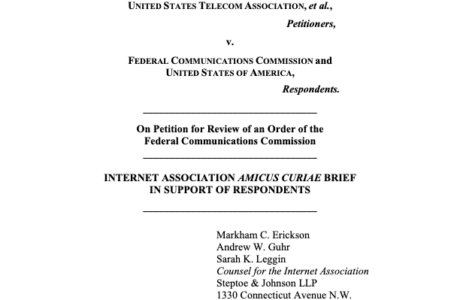 UNITED STATES TELECOM ASSOCIATION, et al.,
Petitioners,
v.
FEDERAL COMMUNICATIONS COMMISSION and
UNITED STATES OF AMERICA,
Respondents.
On Petition for Review of an Order of the
Federal Communications Commission
INTERNET ASSOCIATION AMICUS CURIAE BRIEF
IN SUPPORT OF RESPONDENTS
Markham C. Erickson
Andrew W. Guhr
Sarah K. Leggin
Counsel for the Internet Association
Steptoe & Johnson LLP
1330 Connecticut Avenue N.W.